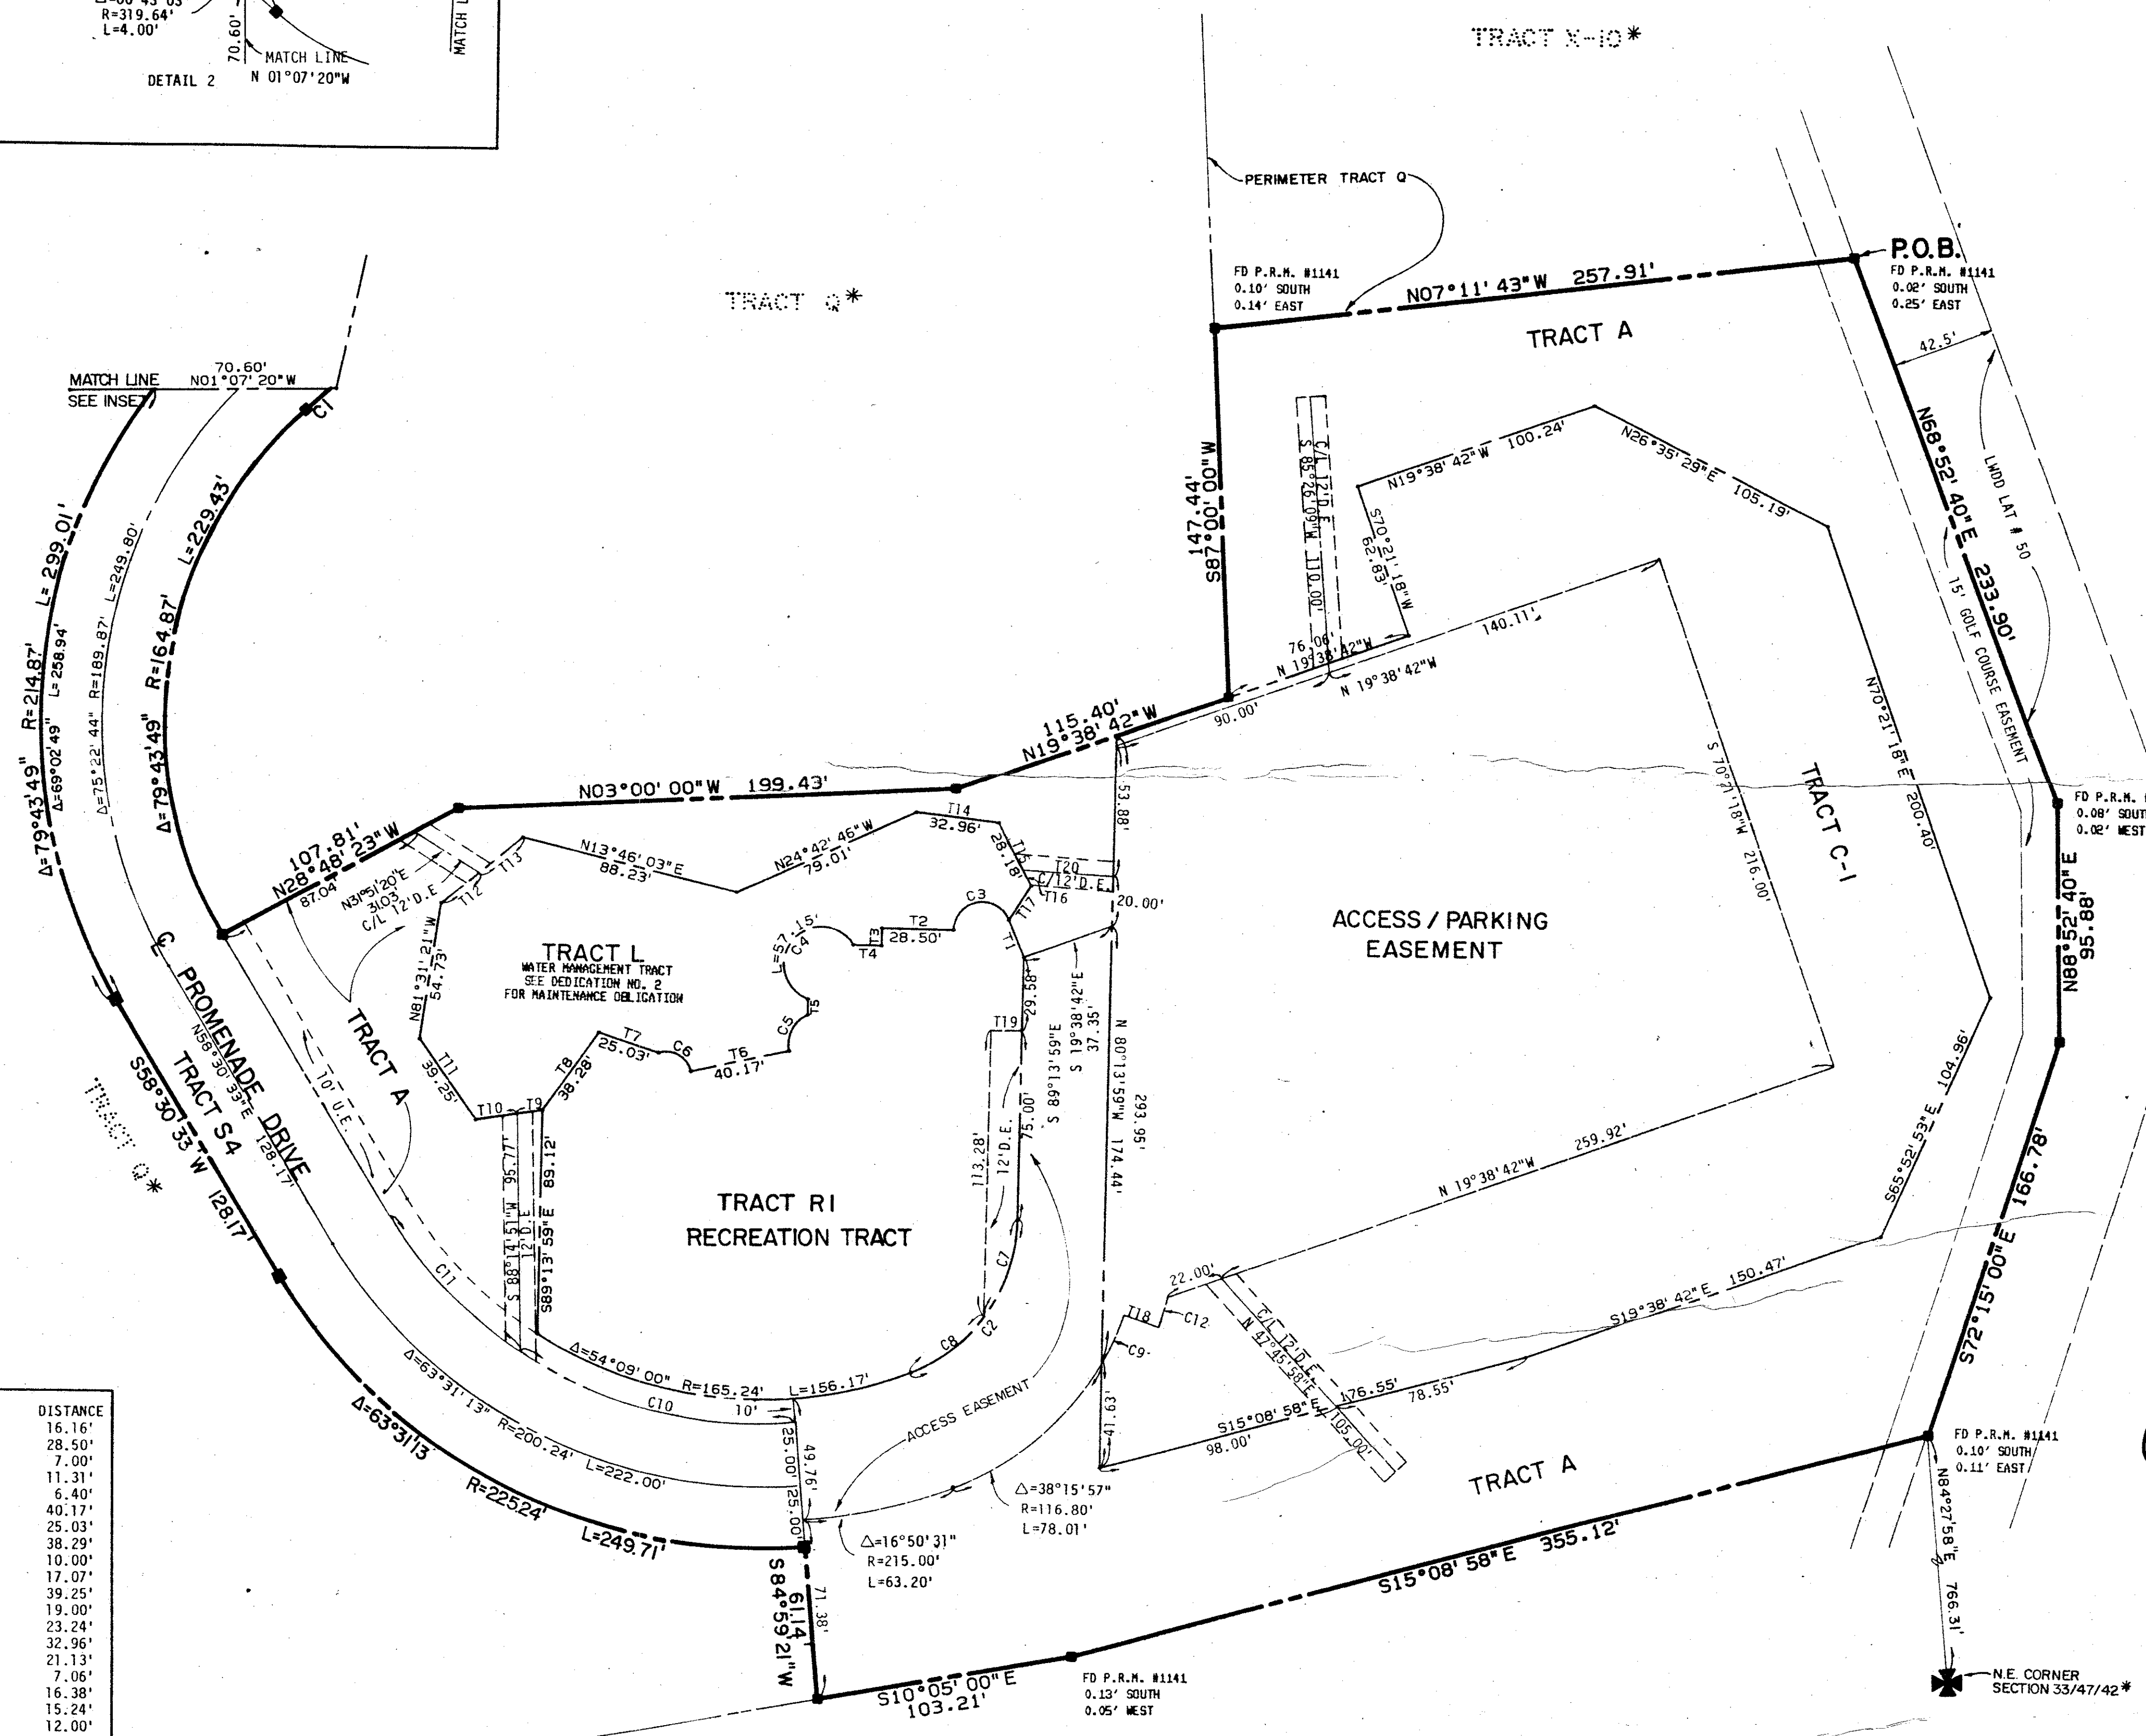 R=319.64'
L=4.00'
70.60'
MATCH LINE
DETAIL 2
N 01°07'20"W
TRACT X-10*
PERIMETER TRACT Q
P.O.B.
FD P.R.M. #1141
0.02' SOUTH
0.25' EAST
FD P.R.M. #1141
0.10' SOUTH
0.14' EAST
N07°11'43"W 257.91'
TRACT A
42.5'
TRACT Q*
70.60'
MATCH LINE
N01°07'20"W
SEE INSET
C1
L=299.01'
R=214.87'
Δ=79°43'49"
Δ=69°02'49" L=258.94'
Δ=75°22'44" R=189.87' L=249.80'
L=229.43'
R=164.87'
Δ=79°43'49"
147.44'
S87°00'00"W
C/L 12'D.E
S 85°26'09"W 110.00'
N19°38'42"W 100.24'
N26°35'29"E 105.19'
S70°21'18"W
62.83'
N68°52'40"E 233.90'
LWDD LAT # 50
15' GOLF COURSE EASEMENT
76.06'
N 19°38'42"W
140.11'
N 19°38'42"W
90.00'
115.40'
N19°38'42"W
N70°21'18"E 200.40'
S 70°21'18"W 216.00'
TRACT C-1
N03°00'00"W 199.43'
107.81'
N28°48'23"W
87.04'
N31°51'20"E
31.03'
C/L 12'D.E
T12
T13
N13°46'03"E
88.23'
N24°42'46"W
79.01'
T14
32.96'
T15
28.18'
53.88'
T20
C/12'D.E.
T16
T17
20.00'
FD P.R.M.
0.08' SOUTH
0.02' WEST
N88°52'40"E
95.88'
ACCESS / PARKING
EASEMENT
TRACT L
WATER MANAGEMENT TRACT
SEE DEDICATION NO. 2
FOR MAINTENANCE OBLIGATION
N81°31'21"W
54.73'
L=57.15'
C4
T4
T3
T2
28.50'
C3
T1
T5
C5
T6
40.17'
C6
T7
25.03'
T8
38.28'
T9
T10
T11
39.25'
29.58'
T19
S 89°13'59"E
S 19°38'42"E
37.35'
N 80°13'59"W 174.44'
293.95'
113.28'
12'D.E.
75.00'
℄ PROMENADE DRIVE
N58°30'33"E 128.17'
TRACT S4
S58°30'33"W 128.17'
TRACT Q*
TRACT A
10' U.E.
S 88°14'51"W 95.77'
12'D.E
S89°13'59"E 89.12'
TRACT R1
RECREATION TRACT
C7
C2
C8
C11
C10
10'
Δ=54°09'00" R=165.24' L=156.17'
Δ=63°31'13" R=200.24' L=222.00'
Δ=63°31'13"
R=225.24'
L=249.71'
25.00'
49.76'
25.00'
ACCESS EASEMENT
Δ=38°15'57"
R=116.80'
L=78.01'
Δ=16°50'31"
R=215.00'
L=63.20'
22.00'
T18
C12
C9
41.63'
N 19°38'42"W 259.92'
C/L 12'D.E.
N 47°45'58"E
105.00'
S15°08'58"E
176.55'
98.00'
78.55'
S19°38'42"E 150.47'
S65°52'53"E 104.96'
S72°15'00"E 166.78'
TRACT A
S15°08'58"E 355.12'
FD P.R.M. #1141
0.10' SOUTH
0.11' EAST
N84°27'58"E 766.31'
N.E. CORNER
SECTION 33/47/42*
71.38'
61.14'
S84°59'21"W
S10°05'00"E
103.21'
FD P.R.M. #1141
0.13' SOUTH
0.05' WEST
DISTANCE
16.16'
28.50'
7.00'
11.31'
6.40'
40.17'
25.03'
38.29'
10.00'
17.07'
39.25'
19.00'
23.24'
32.96'
21.13'
7.06'
16.38'
15.24'
12.00'